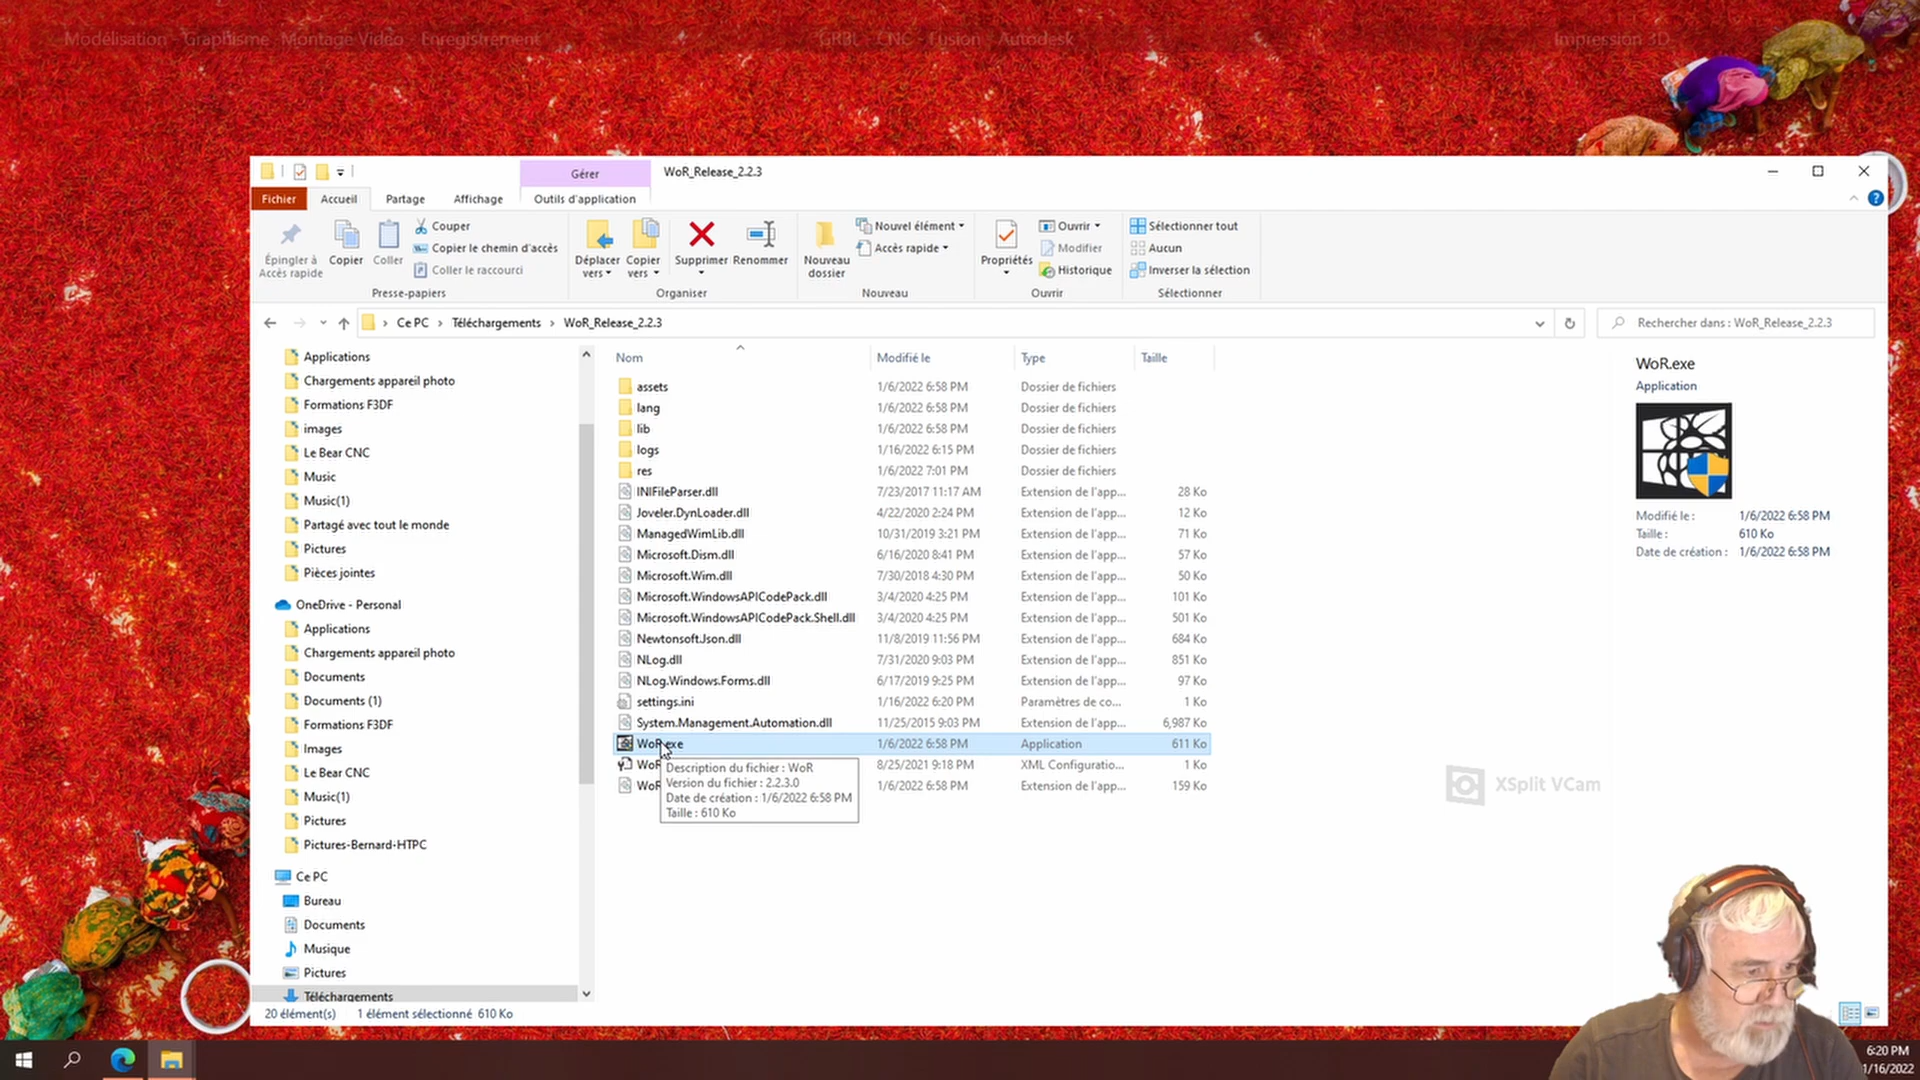 Modélisation - Graphisme - Montage Vidéo - Enregistrement
GRBL - CNC - Fusion - Autodesk
Impression 3D
Gérer
WoR_Release_2.2.3
Fichier
Accueil
Partage
Affichage
Outils d'application
Épingler à
Accès rapide
Copier
Coller
Couper
Copier le chemin d'accès
Coller le raccourci
Presse-papiers
Déplacer
vers
Copier
vers
Supprimer
Renommer
Organiser
Nouveau
dossier
Nouvel élément
Accès rapide
Nouveau
Propriétés
Ouvrir
Modifier
Historique
Ouvrir
Sélectionner tout
Aucun
Inverser la sélection
Sélectionner
Ce PC > Téléchargements > WoR_Release_2.2.3
Rechercher dans : WoR_Release_2.2.3
Applications
Chargements appareil photo
Formations F3DF
images
Le Bear CNC
Music
Music(1)
Partagé avec tout le monde
Pictures
Pièces jointes
OneDrive - Personal
Applications
Chargements appareil photo
Documents
Documents (1)
Formations F3DF
Images
Le Bear CNC
Music(1)
Pictures
Pictures-Bernard-HTPC
Ce PC
Bureau
Documents
Musique
Pictures
Téléchargements
Nom Modifié le Type Taille
assets 1/6/2022 6:58 PM Dossier de fichiers
lang 1/6/2022 6:58 PM Dossier de fichiers
lib 1/6/2022 6:58 PM Dossier de fichiers
logs 1/16/2022 6:15 PM Dossier de fichiers
res 1/6/2022 7:01 PM Dossier de fichiers
INIFileParser.dll 7/23/2017 11:17 AM Extension de l'app... 28 Ko
Joveler.DynLoader.dll 4/22/2020 2:24 PM Extension de l'app... 12 Ko
ManagedWimLib.dll 10/31/2019 3:21 PM Extension de l'app... 71 Ko
Microsoft.Dism.dll 6/16/2020 8:41 PM Extension de l'app... 57 Ko
Microsoft.Wim.dll 7/30/2018 4:30 PM Extension de l'app... 50 Ko
Microsoft.WindowsAPICodePack.dll 3/4/2020 4:25 PM Extension de l'app... 101 Ko
Microsoft.WindowsAPICodePack.Shell.dll 3/4/2020 4:25 PM Extension de l'app... 501 Ko
Newtonsoft.Json.dll 11/8/2019 11:56 PM Extension de l'app... 684 Ko
NLog.dll 7/31/2020 9:03 PM Extension de l'app... 851 Ko
NLog.Windows.Forms.dll 6/17/2019 9:25 PM Extension de l'app... 97 Ko
settings.ini 1/16/2022 6:20 PM Paramètres de co... 1 Ko
System.Management.Automation.dll 11/25/2015 9:03 PM Extension de l'app... 6,987 Ko
WoR.exe 1/6/2022 6:58 PM Application 611 Ko
WoR 8/25/2021 9:18 PM XML Configuratio... 1 Ko
WoR 1/6/2022 6:58 PM Extension de l'app... 159 Ko
Description du fichier : WoR
Version du fichier : 2.2.3.0
Date de création : 1/6/2022 6:58 PM
Taille : 610 Ko
WoR.exe
Application
Modifié le : 1/6/2022 6:58 PM
Taille : 610 Ko
Date de création : 1/6/2022 6:58 PM
XSplit VCam
20 élément(s) 1 élément sélectionné 610 Ko
6:20 PM
1/16/2022